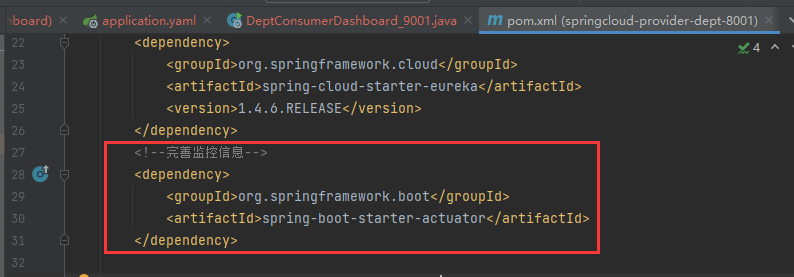 board)
application.yaml
DeptConsumerDashboard_9001.java
pom.xml (springcloud-provider-dept-8001)
4
22 <dependency>
23 <groupId>org.springframework.cloud</groupId>
24 <artifactId>spring-cloud-starter-eureka</artifactId>
25 <version>1.4.6.RELEASE</version>
26 </dependency>
27 <!--完善监控信息-->
28 <dependency>
29 <groupId>org.springframework.boot</groupId>
30 <artifactId>spring-boot-starter-actuator</artifactId>
31 </dependency>
32